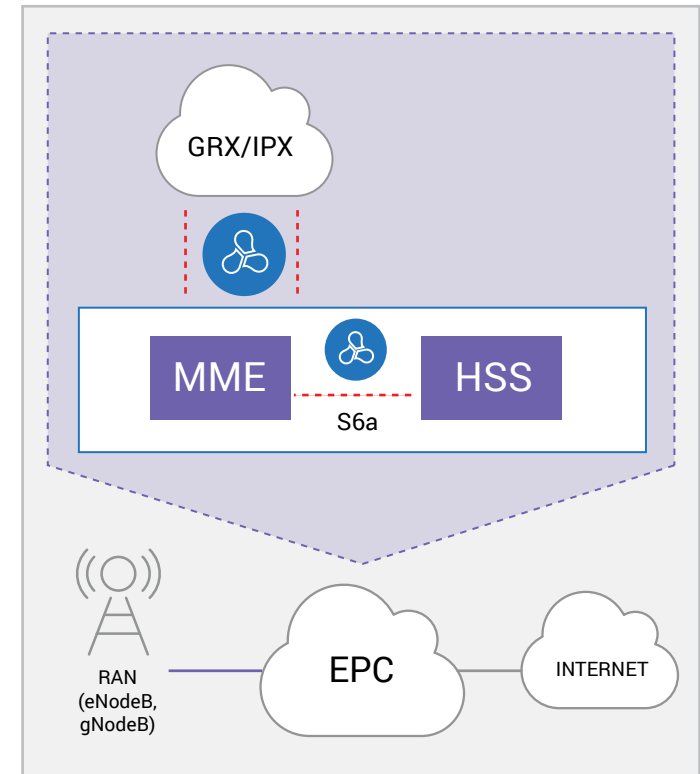 GRX/IPX
MME
HSS
S6a
RAN
(eNodeB,
gNodeB)
EPC
INTERNET